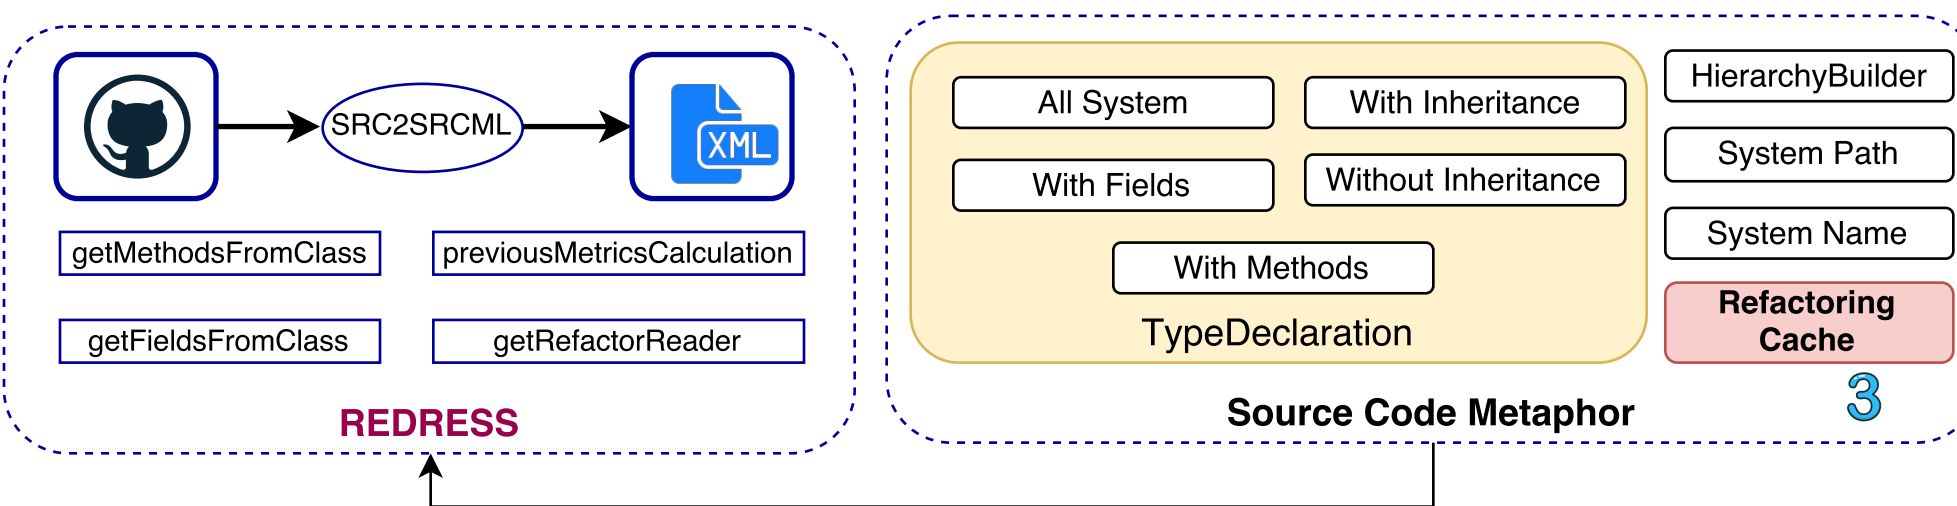 SRC2SRCML
XML
getMethodsFromClass
previousMetricsCalculation
getFieldsFromClass
getRefactorReader
REDRESS
All System
With Inheritance
With Fields
Without Inheritance
With Methods
TypeDeclaration
HierarchyBuilder
System Path
System Name
Refactoring
Cache
Source Code Metaphor
3